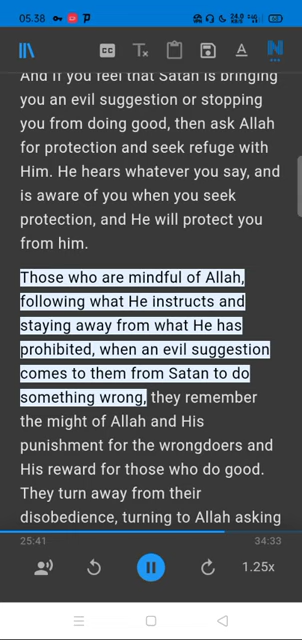 05.38
CC
And if you feel that Satan is bringing
you an evil suggestion or stopping
you from doing good, then ask Allah
for protection and seek refuge with
Him. He hears whatever you say, and
is aware of you when you seek
protection, and He will protect you
from him.
Those who are mindful of Allah,
following what He instructs and
staying away from what He has
prohibited, when an evil suggestion
comes to them from Satan to do
something wrong, they remember
the might of Allah and His
punishment for the wrongdoers and
His reward for those who do good.
They turn away from their
disobedience, turning to Allah asking
25:41 34:33
1.25x